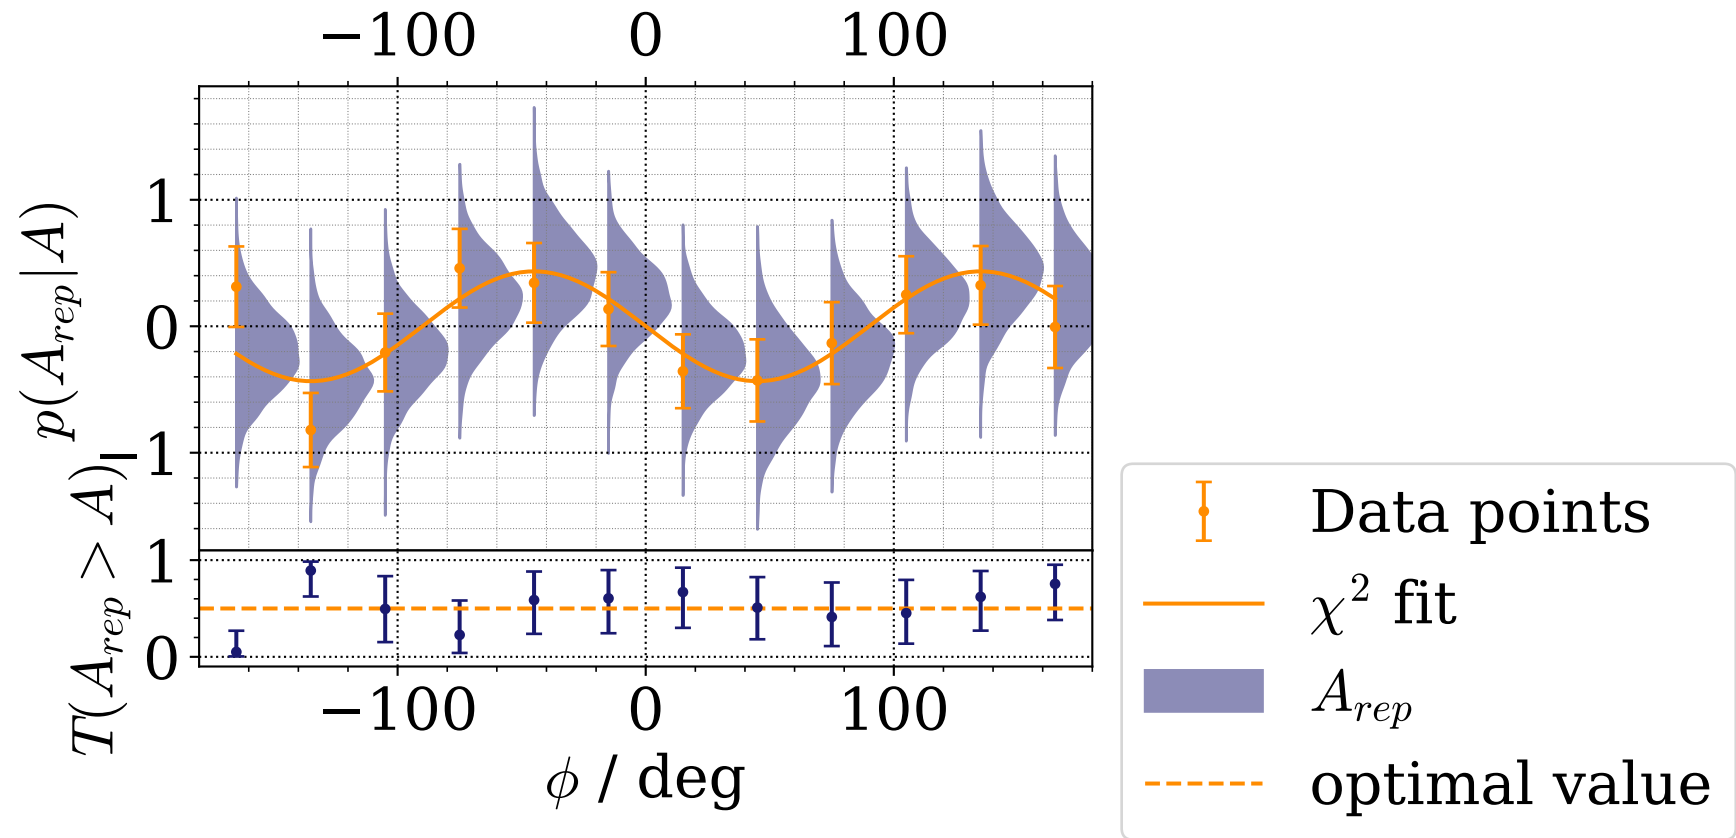 −100 0 100
p(A_rep|A)
1
0
−1
T(A_rep > A)
1
0
−100 0 100
ϕ / deg
Data points
χ² fit
A_rep
optimal value